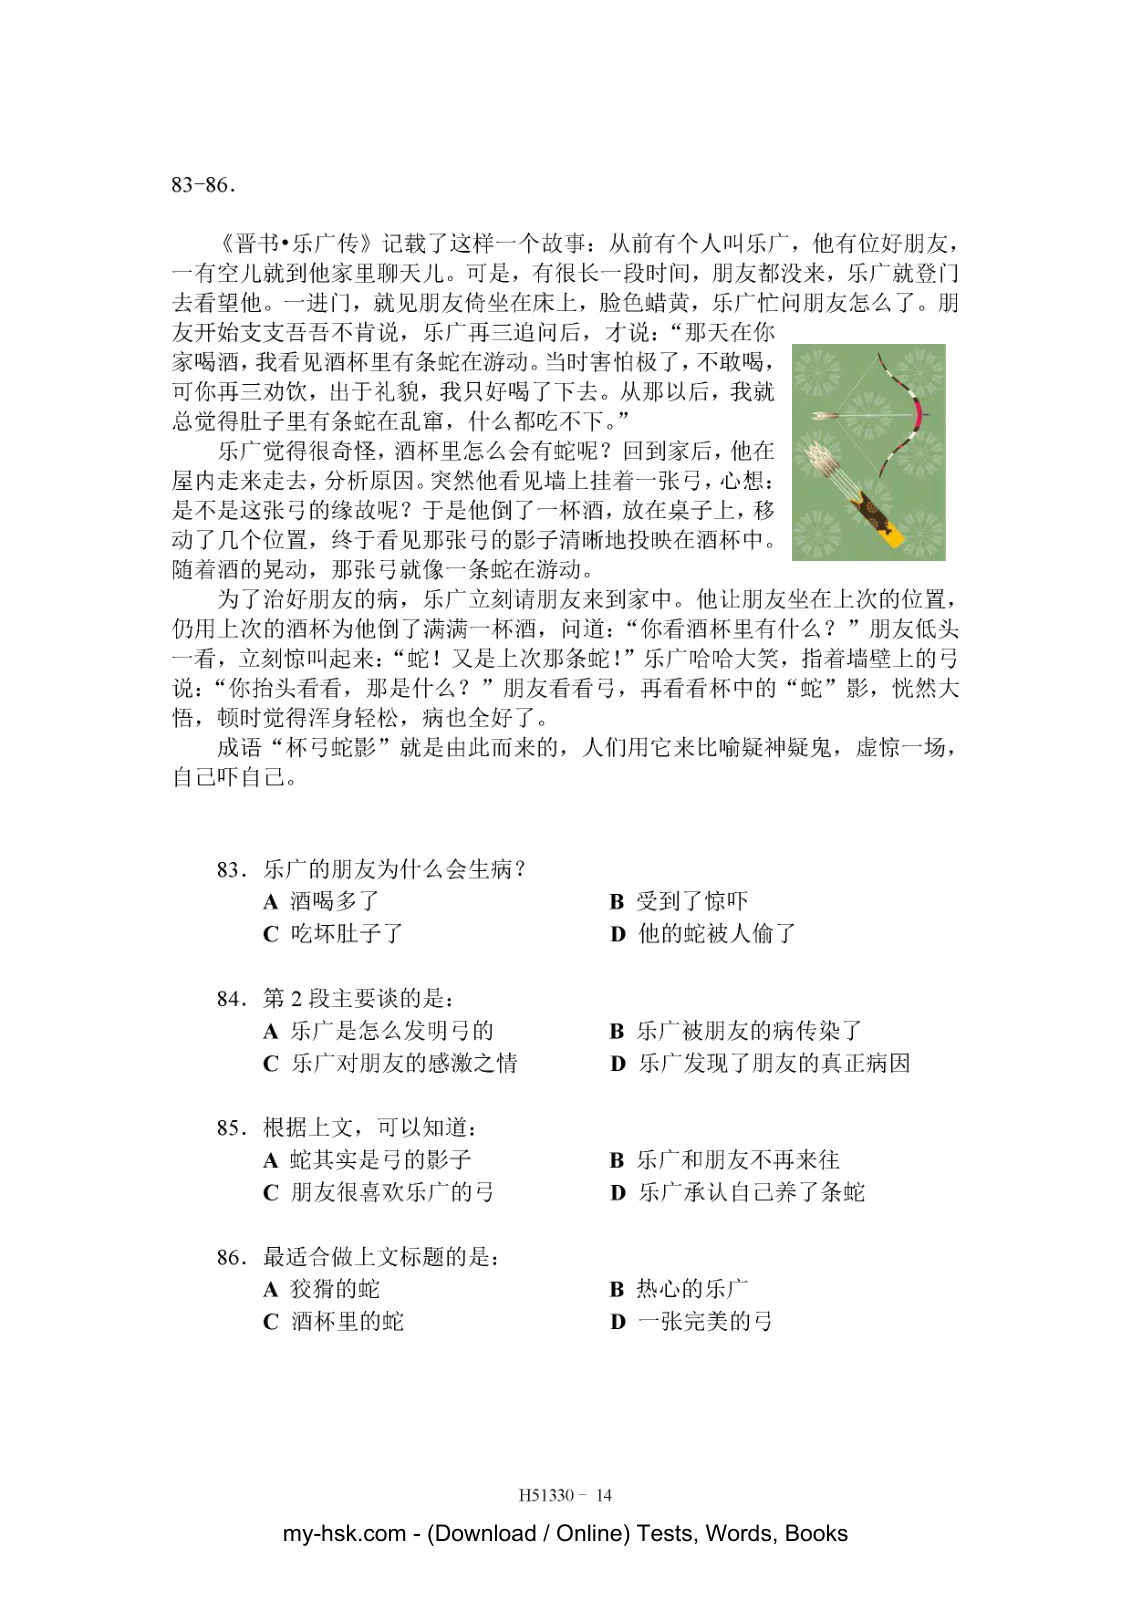 83-86．
《晋书•乐广传》记载了这样一个故事：从前有个人叫乐广，他有位好朋友，
一有空儿就到他家里聊天儿。可是，有很长一段时间，朋友都没来，乐广就登门
去看望他。一进门，就见朋友倚坐在床上，脸色蜡黄，乐广忙问朋友怎么了。朋
友开始支支吾吾不肯说，乐广再三追问后，才说：“那天在你
家喝酒，我看见酒杯里有条蛇在游动。当时害怕极了，不敢喝，
可你再三劝饮，出于礼貌，我只好喝了下去。从那以后，我就
总觉得肚子里有条蛇在乱窜，什么都吃不下。”
乐广觉得很奇怪，酒杯里怎么会有蛇呢？回到家后，他在
屋内走来走去，分析原因。突然他看见墙上挂着一张弓，心想：
是不是这张弓的缘故呢？于是他倒了一杯酒，放在桌子上，移
动了几个位置，终于看见那张弓的影子清晰地投映在酒杯中。
随着酒的晃动，那张弓就像一条蛇在游动。
为了治好朋友的病，乐广立刻请朋友来到家中。他让朋友坐在上次的位置，
仍用上次的酒杯为他倒了满满一杯酒，问道：“你看酒杯里有什么？”朋友低头
一看，立刻惊叫起来：“蛇！又是上次那条蛇！”乐广哈哈大笑，指着墙壁上的弓
说：“你抬头看看，那是什么？”朋友看看弓，再看看杯中的“蛇”影，恍然大
悟，顿时觉得浑身轻松，病也全好了。
成语“杯弓蛇影”就是由此而来的，人们用它来比喻疑神疑鬼，虚惊一场，
自己吓自己。
83．乐广的朋友为什么会生病？
A 酒喝多了 B 受到了惊吓
C 吃坏肚子了 D 他的蛇被人偷了
84．第 2 段主要谈的是：
A 乐广是怎么发明弓的 B 乐广被朋友的病传染了
C 乐广对朋友的感激之情 D 乐广发现了朋友的真正病因
85．根据上文，可以知道：
A 蛇其实是弓的影子 B 乐广和朋友不再来往
C 朋友很喜欢乐广的弓 D 乐广承认自己养了条蛇
86．最适合做上文标题的是：
A 狡猾的蛇 B 热心的乐广
C 酒杯里的蛇 D 一张完美的弓
H51330- 14
my-hsk.com - (Download / Online) Tests, Words, Books